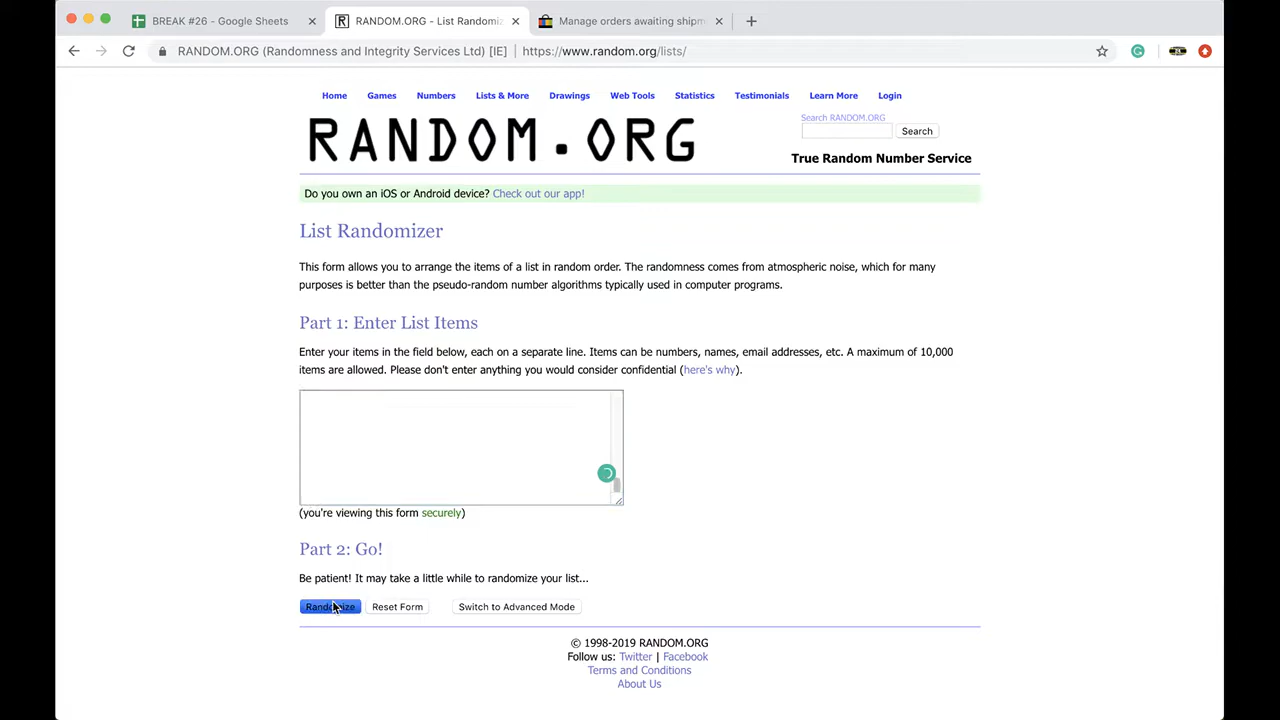 BREAK #26 - Google Sheets
RANDOM.ORG - List Randomiz
Manage orders awaiting shipm
RANDOM.ORG (Randomness and Integrity Services Ltd) [IE] | https://www.random.org/lists/
Home Games Numbers Lists & More Drawings Web Tools Statistics Testimonials Learn More Login
RANDOM.ORG
Search RANDOM.ORG
Search
True Random Number Service
Do you own an iOS or Android device? Check out our app!
List Randomizer
This form allows you to arrange the items of a list in random order. The randomness comes from atmospheric noise, which for many
purposes is better than the pseudo-random number algorithms typically used in computer programs.
Part 1: Enter List Items
Enter your items in the field below, each on a separate line. Items can be numbers, names, email addresses, etc. A maximum of 10,000
items are allowed. Please don't enter anything you would consider confidential (here's why).
(you're viewing this form securely)
Part 2: Go!
Be patient! It may take a little while to randomize your list...
Randomize Reset Form Switch to Advanced Mode
© 1998-2019 RANDOM.ORG
Follow us: Twitter | Facebook
Terms and Conditions
About Us